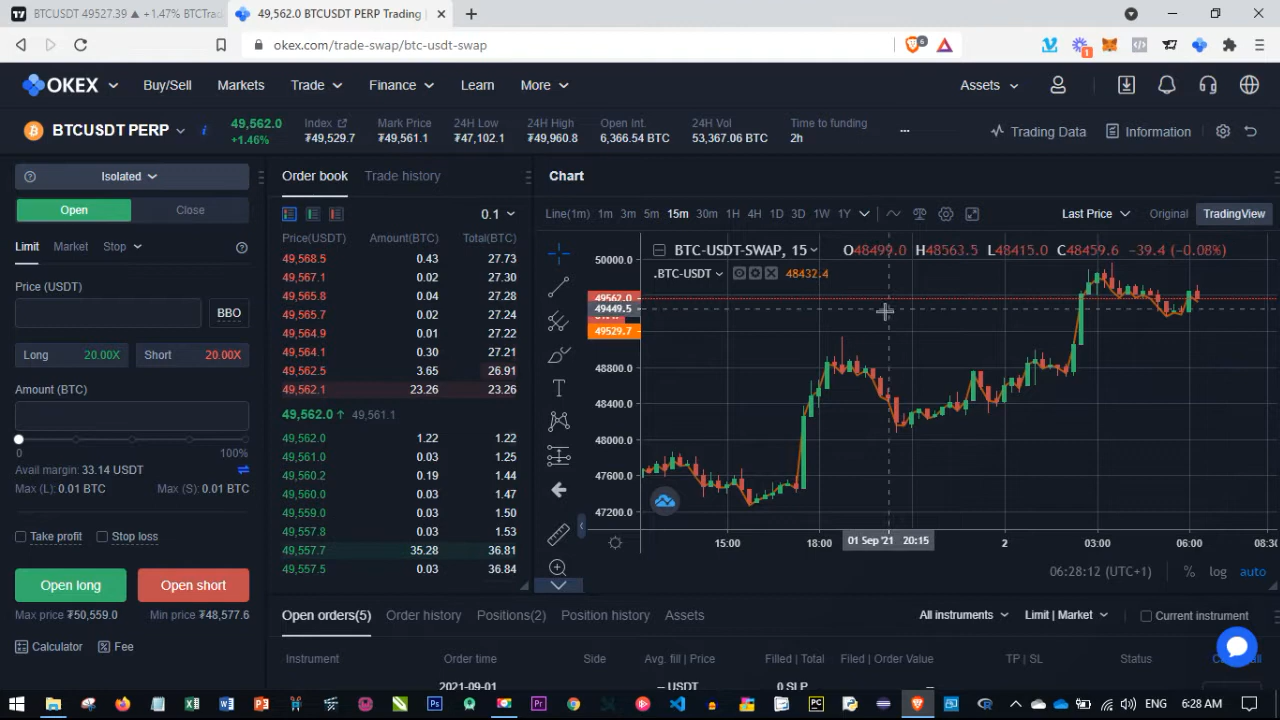 BTCUSDT 49527.39 ▲ +1.47% BTCTrad
49,562.0 BTCUSDT PERP Trading
okex.com/trade-swap/btc-usdt-swap
6
1
OKEX
Buy/Sell
Markets
Trade
Finance
Learn
More
Assets
BTCUSDT PERP
49,562.0
+1.46%
Index
₮49,529.7
Mark Price
₮49,561.1
24H Low
₮47,102.1
24H High
₮49,960.8
Open Int.
6,366.54 BTC
24H Vol
53,367.06 BTC
Time to funding
2h
Trading Data
Information
Isolated
Open
Close
Limit
Market
Stop
Price (USDT)
BBO
Long 20.00X
Short 20.00X
Amount (BTC)
0
100%
Avail margin: 33.14 USDT
Max (L): 0.01 BTC
Max (S): 0.01 BTC
Take profit
Stop loss
Open long
Open short
Max price ₮50,559.0
Min price ₮48,577.6
Calculator
Fee
Order book
Trade history
0.1
Price(USDT) Amount(BTC) Total(BTC)
49,568.5 0.43 27.73
49,567.1 0.02 27.30
49,565.8 0.04 27.28
49,565.7 0.02 27.24
49,564.9 0.01 27.22
49,564.1 0.30 27.21
49,562.5 3.65 26.91
49,562.1 23.26 23.26
49,562.0 ↑ 49,561.1
49,562.0 1.22 1.22
49,561.0 0.03 1.25
49,560.2 0.19 1.44
49,560.0 0.03 1.47
49,559.0 0.03 1.50
49,557.8 0.03 1.53
49,557.7 35.28 36.81
49,557.5 0.03 36.84
Chart
Line(1m) 1m 3m 5m 15m 30m 1H 4H 1D 3D 1W 1Y
Last Price
Original
TradingView
BTC-USDT-SWAP, 15
O48499.0 H48563.5 L48415.0 C48459.6 -39.4 (-0.08%)
.BTC-USDT
48432.4
50000.0
49562.0
49449.5
49529.7
48800.0
48400.0
48000.0
47600.0
47200.0
15:00
18:00
01 Sep '21 20:15
2
03:00
06:00
08:30
06:28:12 (UTC+1)
%
log
auto
Open orders(5)
Order history
Positions(2)
Position history
Assets
All instruments
Limit | Market
Current instrument
Instrument
Order time
Side
Avg. fill | Price
Filled | Total
Filed | Order Value
TP | SL
Status
2021-09-01
-- USDT
0 SLP
ENG
6:28 AM